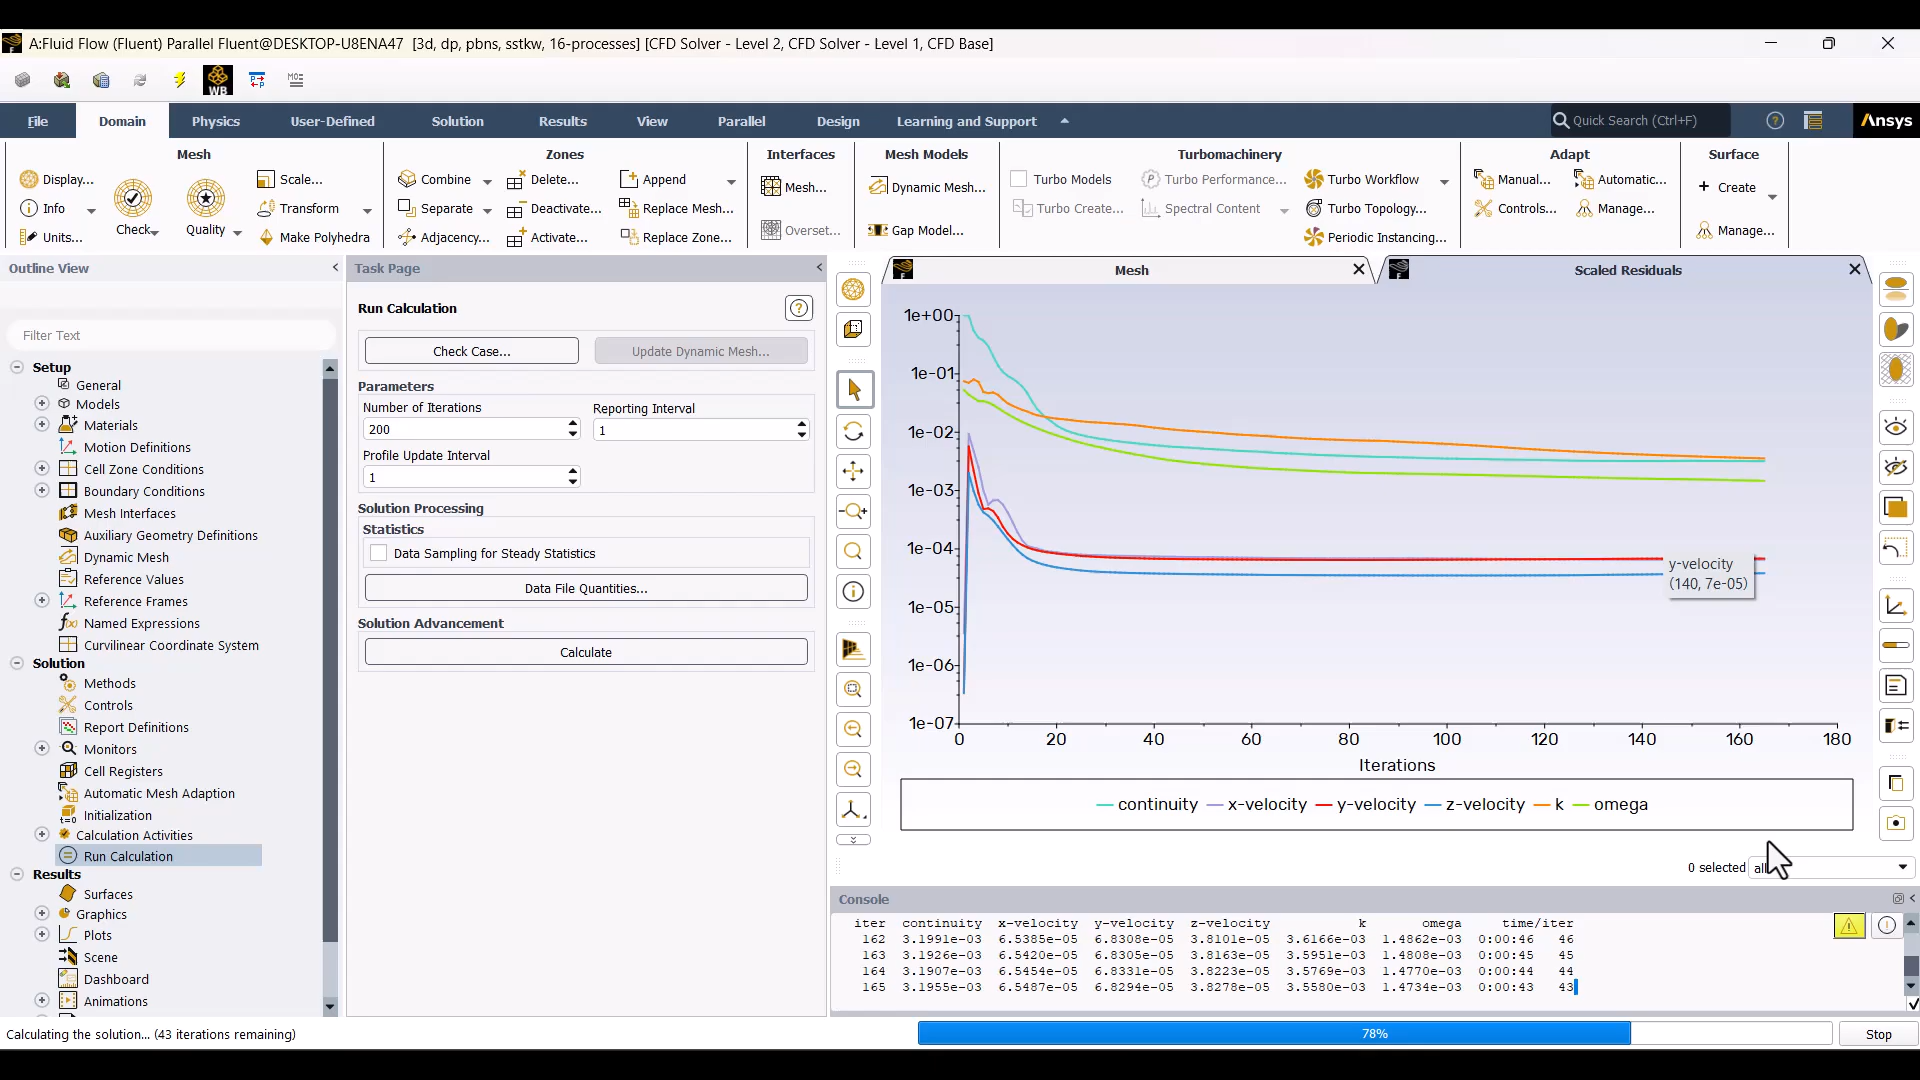 A:Fluid Flow (Fluent) Parallel Fluent@DESKTOP-U8ENA47 [3d, dp, pbns, sstkw, 16-processes] [CFD Solver - Level 2, CFD Solver - Level 1, CFD Base]
WB
File Domain Physics User-Defined Solution Results View Parallel Design Learning and Support Quick Search (Ctrl+F) Ansys
Mesh Zones Interfaces Mesh Models Turbomachinery Adapt Surface
Display... Scale... Combine Delete... Append Mesh... Dynamic Mesh... Turbo Models Turbo Performance... Turbo Workflow Manual... Automatic... Create
Info Check Quality Transform Separate Deactivate... Replace Mesh... Turbo Create... Spectral Content Turbo Topology... Controls... Manage...
Units... Make Polyhedra Adjacency... Activate... Replace Zone... Overset... Gap Model... Periodic Instancing... Manage...
Outline View
Filter Text
Setup
General
Models
Materials
Motion Definitions
Cell Zone Conditions
Boundary Conditions
Mesh Interfaces
Auxiliary Geometry Definitions
Dynamic Mesh
Reference Values
Reference Frames
Named Expressions
Curvilinear Coordinate System
Solution
Methods
Controls
Report Definitions
Monitors
Cell Registers
Automatic Mesh Adaption
Initialization
Calculation Activities
Run Calculation
Results
Surfaces
Graphics
Plots
Scene
Dashboard
Animations
Task Page
Run Calculation
Check Case... Update Dynamic Mesh...
Parameters
Number of Iterations Reporting Interval
200 1
Profile Update Interval
1
Solution Processing
Statistics
Data Sampling for Steady Statistics
Data File Quantities...
Solution Advancement
Calculate
Mesh Scaled Residuals
1e+00
1e-01
1e-02
1e-03
1e-04
1e-05
1e-06
1e-07
y-velocity
(140, 7e-05)
0 20 40 60 80 100 120 140 160 180
Iterations
continuity x-velocity y-velocity z-velocity k omega
0 selected
Console
iter continuity x-velocity y-velocity z-velocity k omega time/iter
162 3.1991e-03 6.5385e-05 6.8308e-05 3.8101e-05 3.6166e-03 1.4862e-03 0:00:46 46
163 3.1926e-03 6.5420e-05 6.8305e-05 3.8163e-05 3.5951e-03 1.4808e-03 0:00:45 45
164 3.1907e-03 6.5454e-05 6.8331e-05 3.8223e-05 3.5769e-03 1.4770e-03 0:00:44 44
165 3.1955e-03 6.5487e-05 6.8294e-05 3.8278e-05 3.5580e-03 1.4734e-03 0:00:43 43
Calculating the solution... (43 iterations remaining) 78% Stop